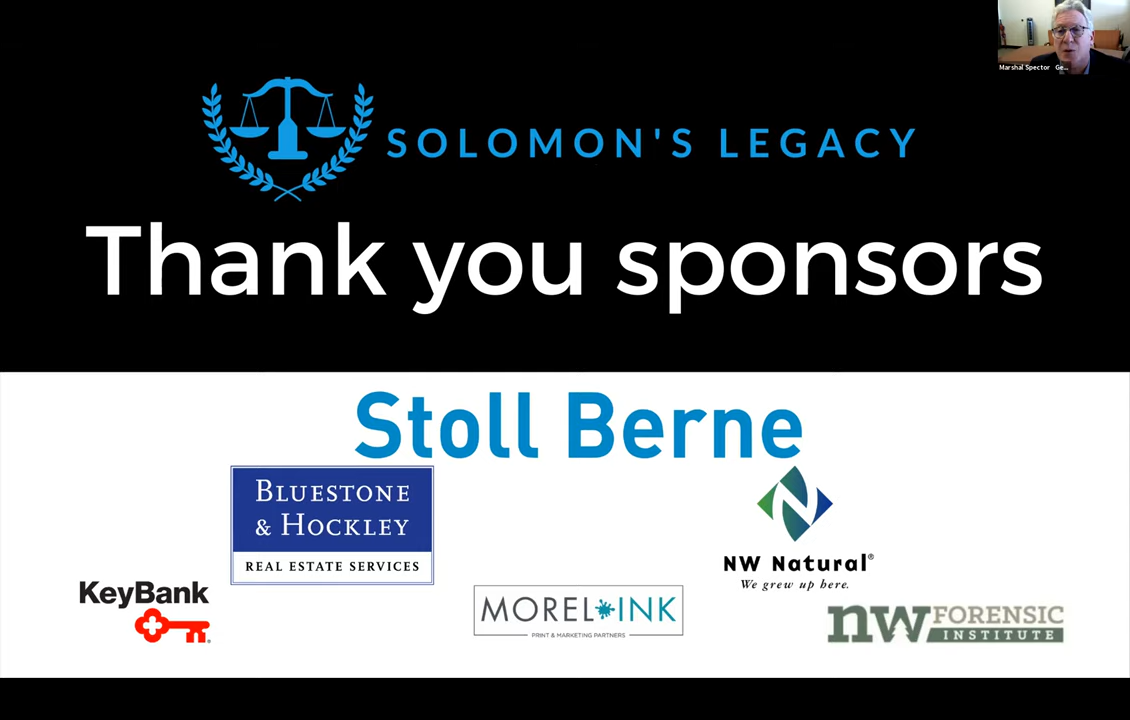 Marshal Spector Ge...
SOLOMON'S LEGACY
Thank you sponsors
Stoll Berne
BLUESTONE
& HOCKLEY
REAL ESTATE SERVICES
NW Natural®
We grew up here.
KeyBank
MOREL INK
PRINT & MARKETING PARTNERS
nw FORENSIC
INSTITUTE